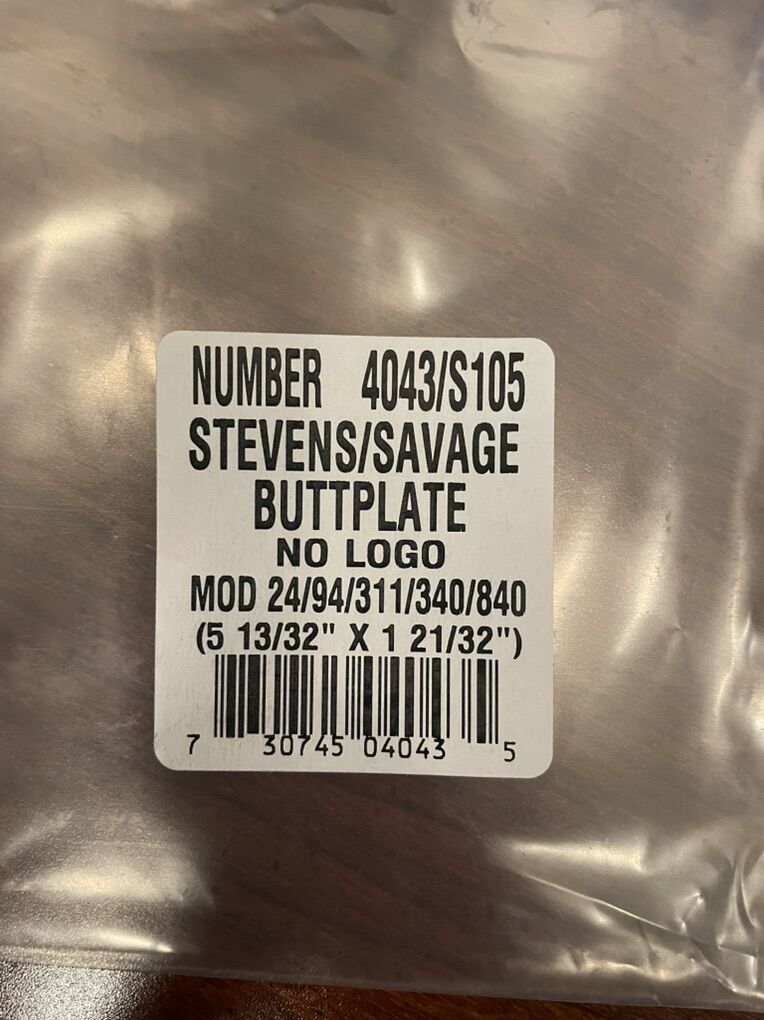 NUMBER 4043/S105
STEVENS/SAVAGE
BUTTPLATE
NO LOGO
MOD 24/94/311/340/840
(5 13/32" X 1 21/32")
7 30745 04043 5